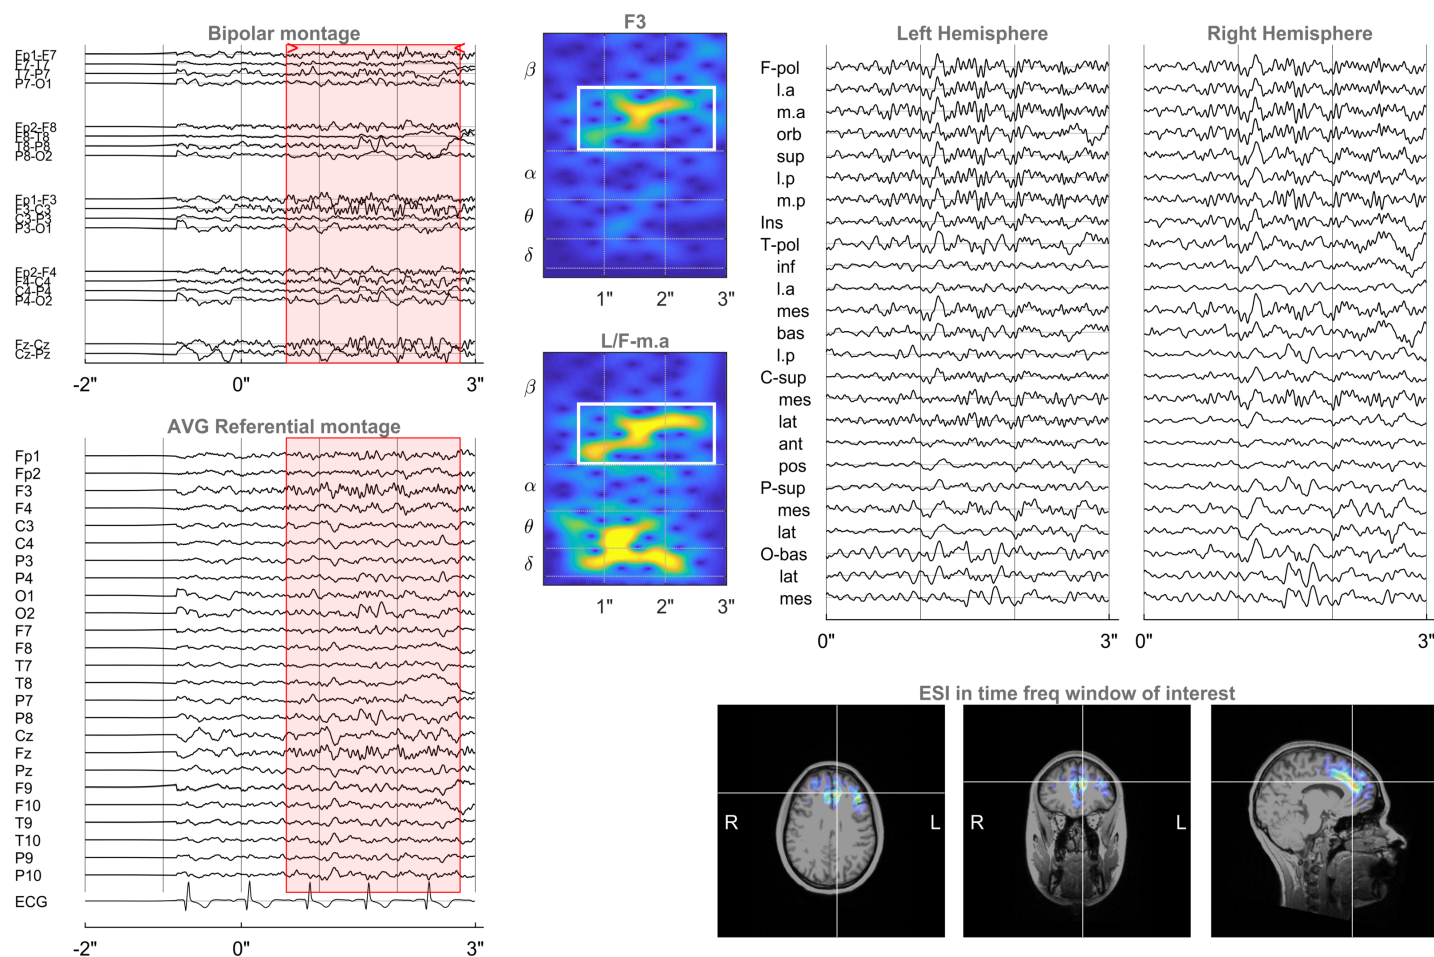 Bipolar montage
Fp1-F7
F7-T7
T7-P7
P7-O1
Fp2-F8
F8-T8
T8-P8
P8-O2
Fp1-F3
F3-C3
C3-P3
P3-O1
Fp2-F4
F4-C4
C4-P4
P4-O2
Fz-Cz
Cz-Pz
-2" 0" 3"
AVG Referential montage
Fp1
Fp2
F3
F4
C3
C4
P3
P4
O1
O2
F7
F8
T7
T8
P7
P8
Cz
Fz
Pz
F9
F10
T9
T10
P9
P10
ECG
-2" 0" 3"
F3
β
α
θ
δ
1" 2" 3"
L/F-m.a
β
α
θ
δ
1" 2" 3"
Left Hemisphere Right Hemisphere
F-pol
l.a
m.a
orb
sup
l.p
m.p
Ins
T-pol
inf
l.a
mes
bas
l.p
C-sup
mes
lat
ant
pos
P-sup
mes
lat
O-bas
lat
mes
0" 3" 0" 3"
ESI in time freq window of interest
R L R L